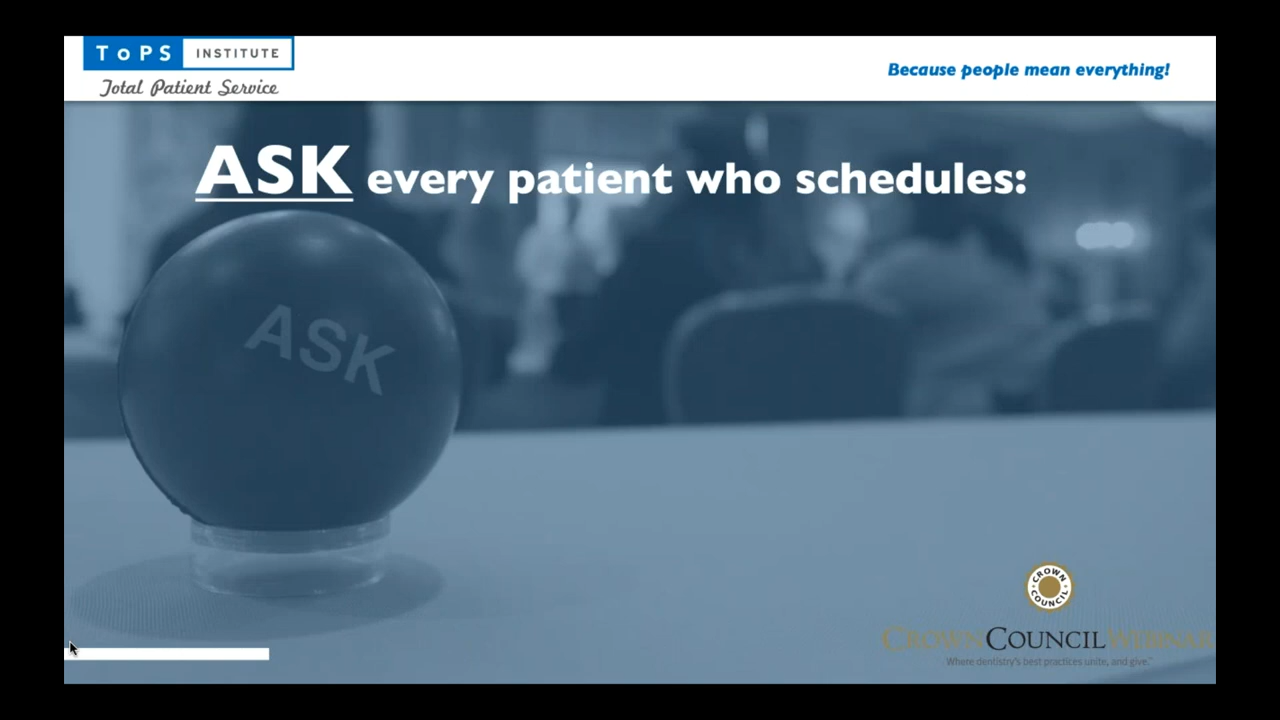 ToPS INSTITUTE
Total Patient Service
Because people mean everything!
ASK every patient who schedules:
ASK
CROWN COUNCIL
CROWN COUNCIL WEBINAR
Where dentistry's best practices unite, and give.™